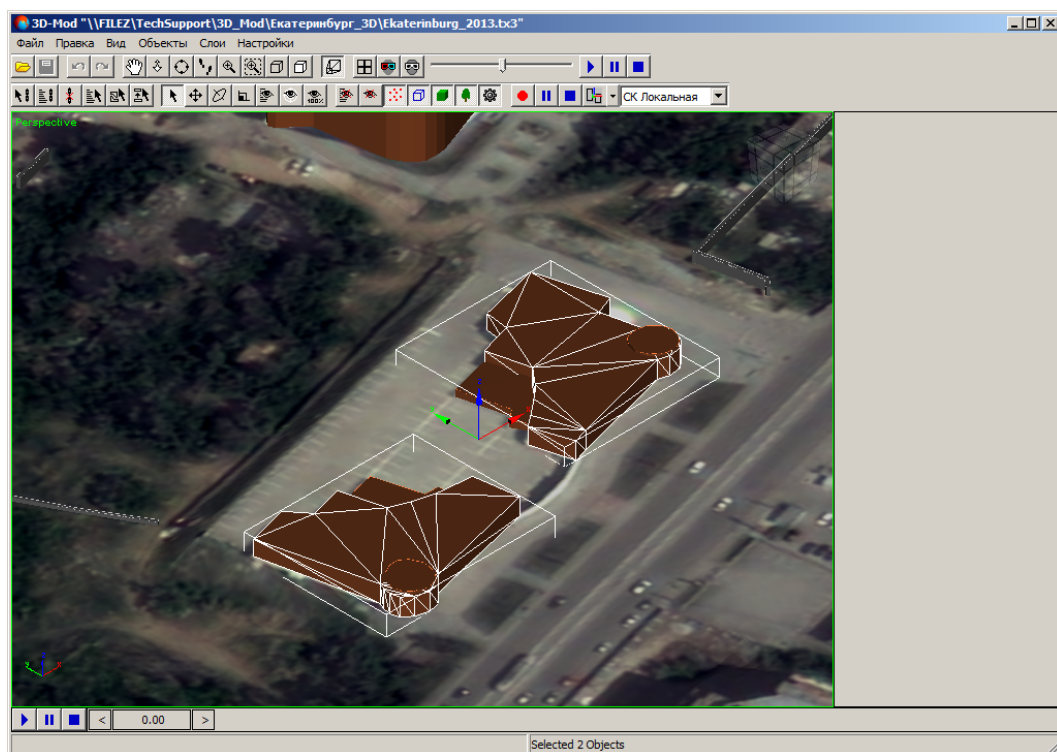 3D-Mod "\\FILEZ\TechSupport\3D_Mod\Екатеринбург_3D\Ekaterinburg_2013.tx3"
Файл Правка Вид Объекты Слои Настройки
100%
СК Локальная
Perspective
z
y x z
< 0.00 >
Selected 2 Objects